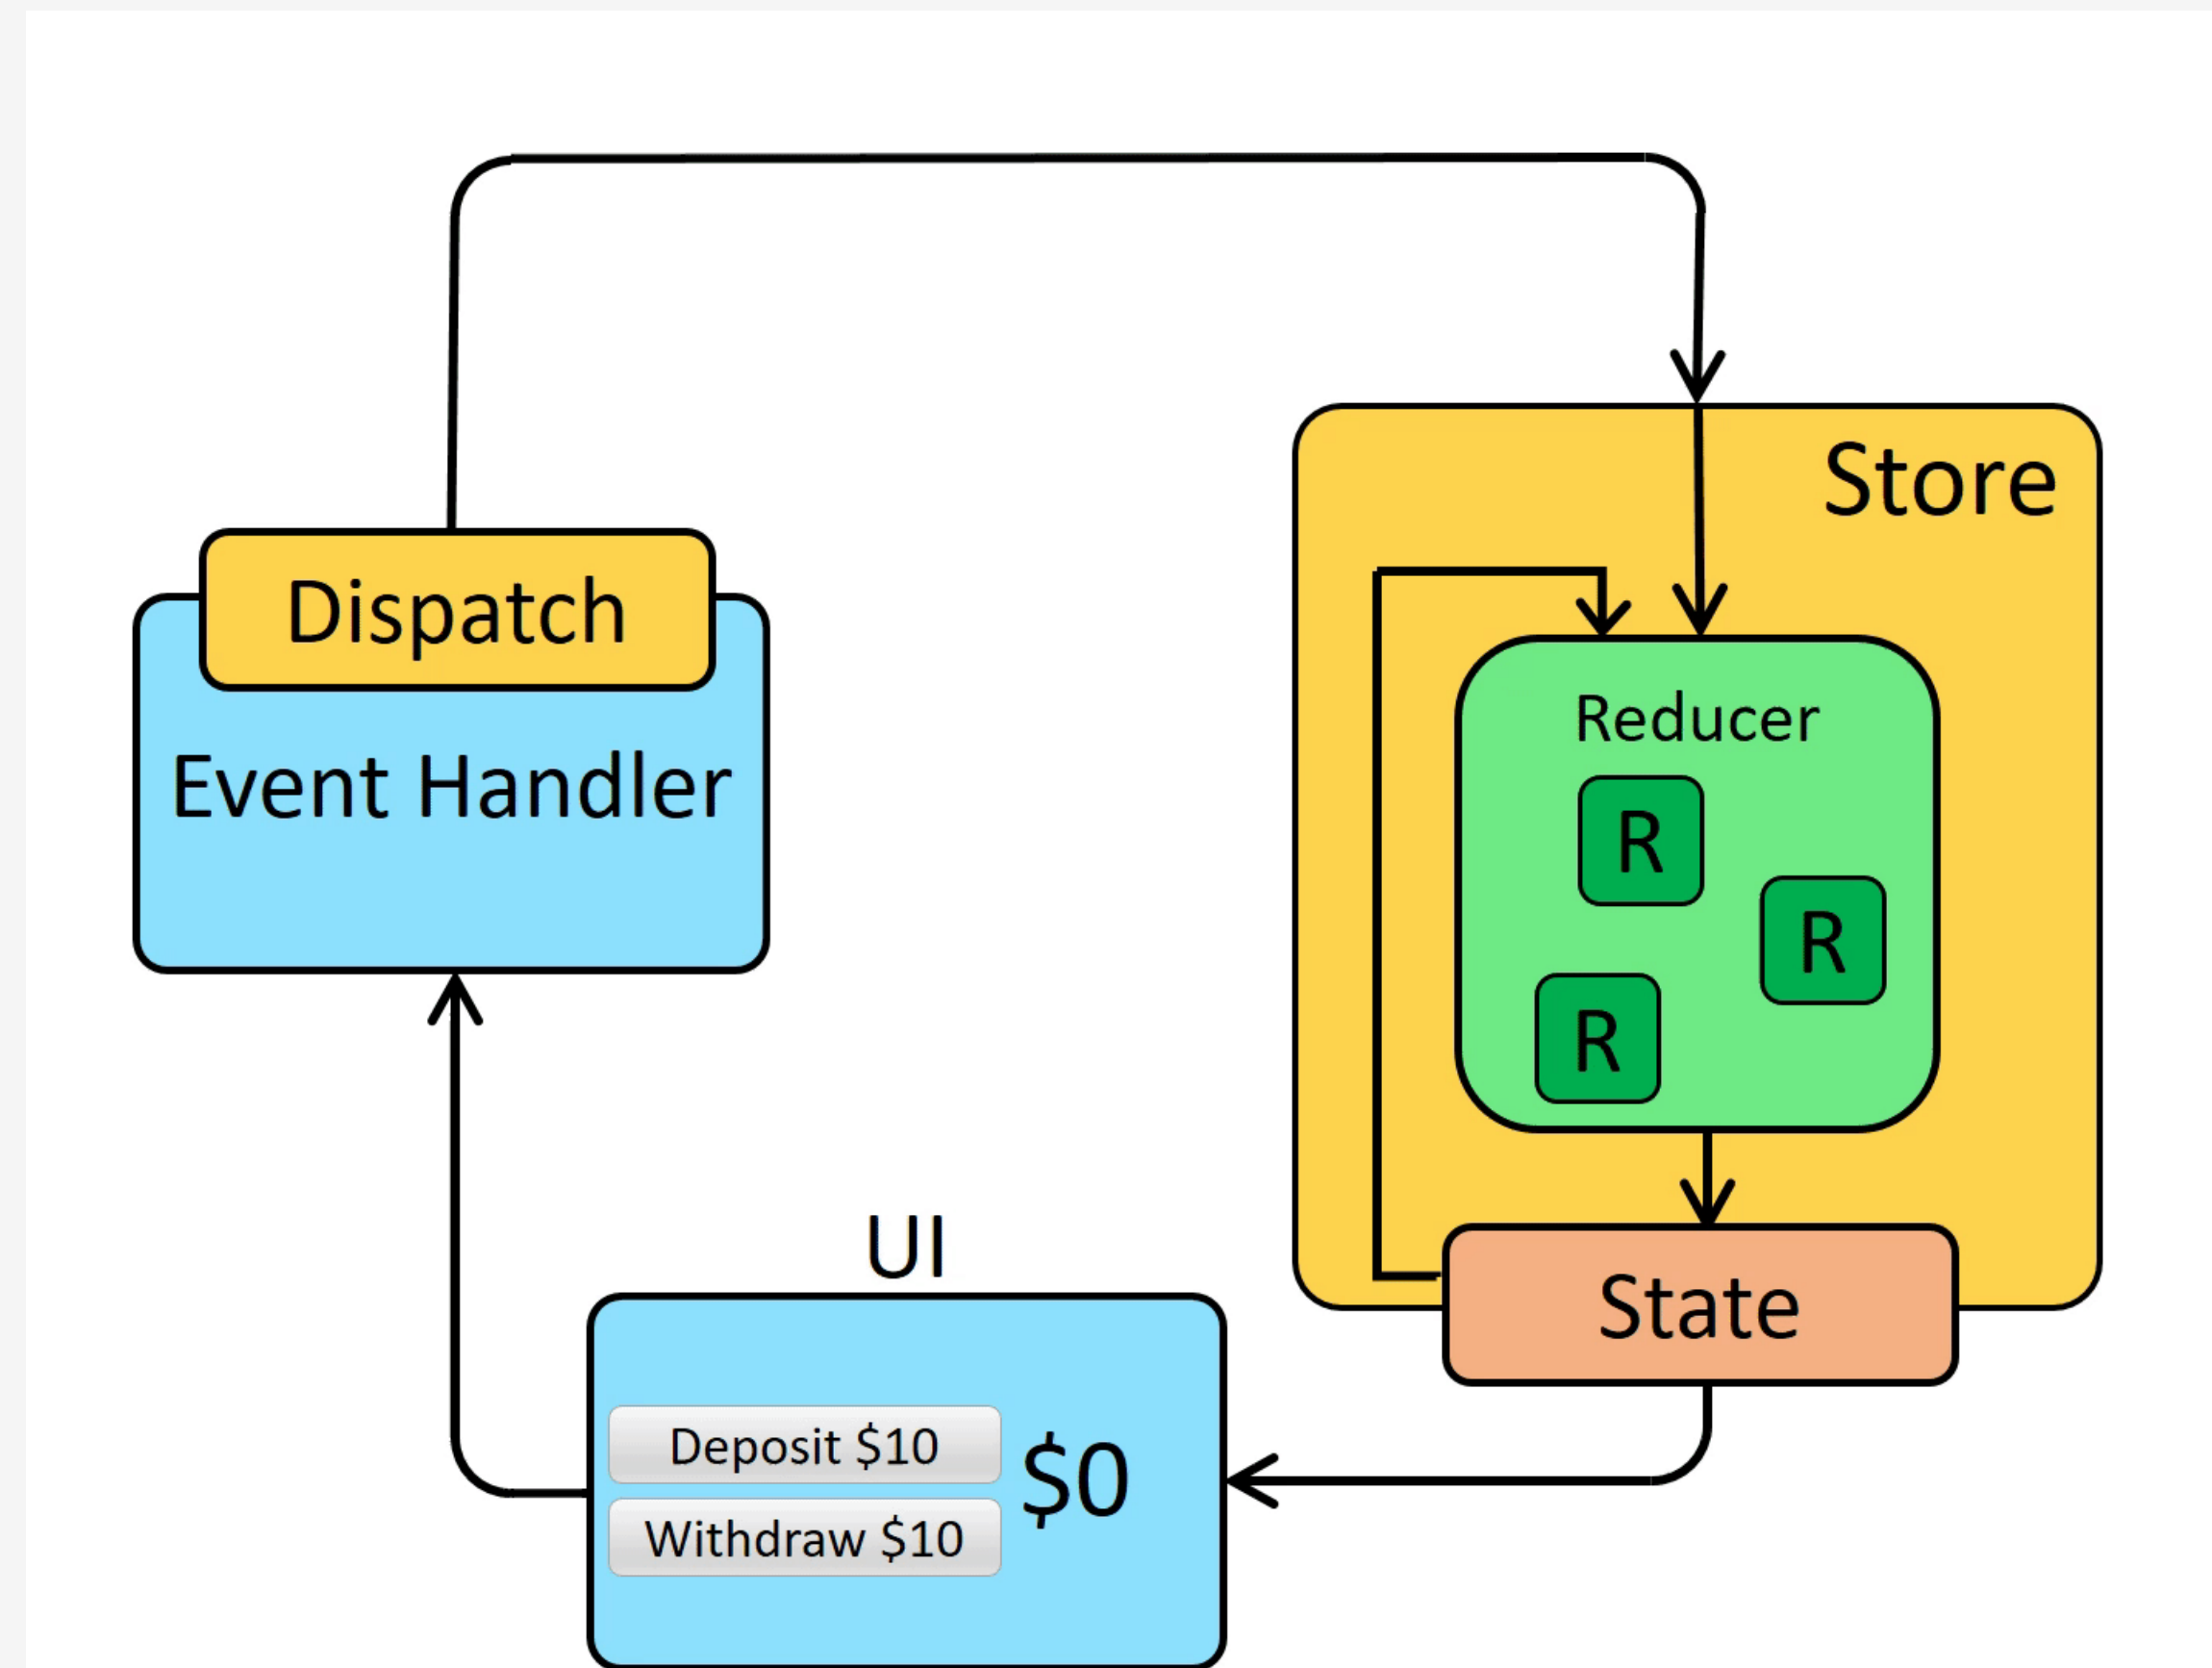 Store
Dispatch
Event Handler
Reducer
R
R
R
UI
State
Deposit $10
$0
Withdraw $10